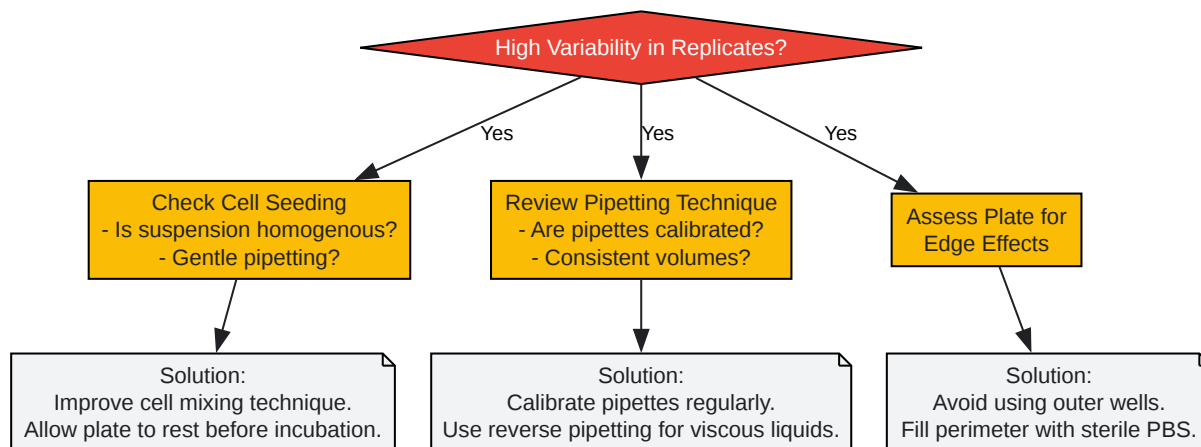 High Variability in Replicates?
Yes
Yes
Yes
Check Cell Seeding
- Is suspension homogenous?
- Gentle pipetting?
Review Pipetting Technique
- Are pipettes calibrated?
- Consistent volumes?
Assess Plate for
Edge Effects
Solution:
Improve cell mixing technique.
Allow plate to rest before incubation.
Solution:
Calibrate pipettes regularly.
Use reverse pipetting for viscous liquids.
Solution:
Avoid using outer wells.
Fill perimeter with sterile PBS.